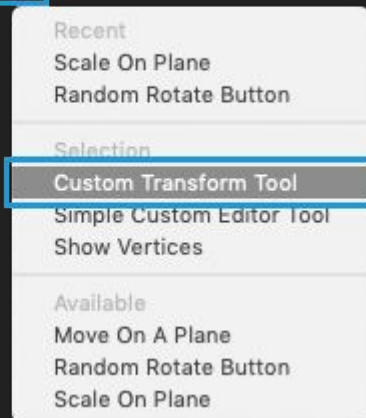 Recent
Scale On Plane
Random Rotate Button
Selection
Custom Transform Tool
Simple Custom Editor Tool
Show Vertices
Available
Move On A Plane
Random Rotate Button
Scale On Plane